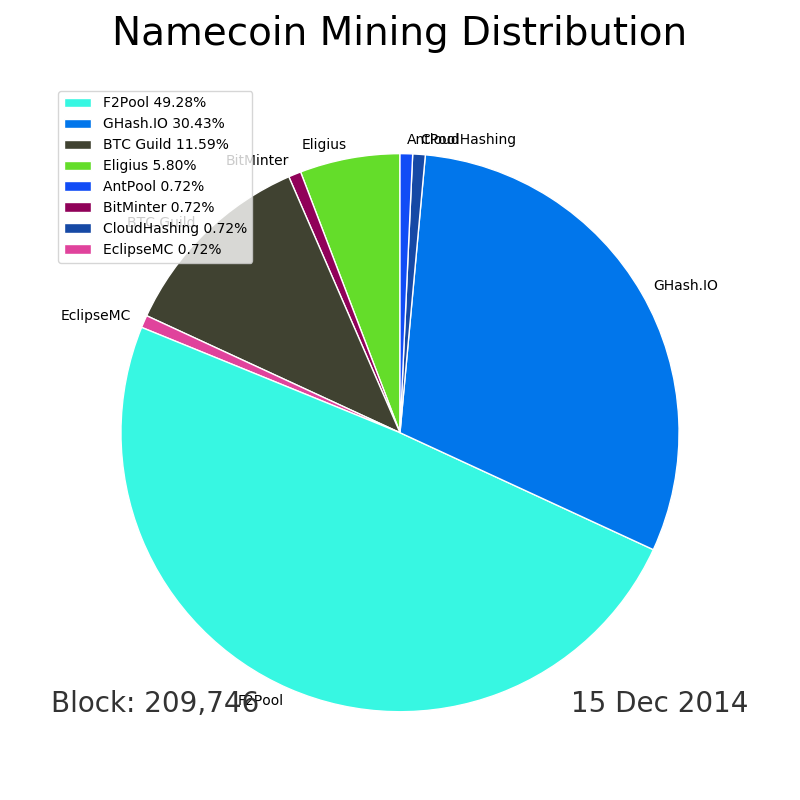 Namecoin Mining Distribution
F2Pool 49.28%
GHash.IO 30.43%
BTC Guild 11.59%
Eligius 5.80%
AntPool 0.72%
BitMinter 0.72%
CloudHashing 0.72%
EclipseMC 0.72%
AntPool
CloudHashing
Eligius
BitMinter
BTC Guild
GHash.IO
EclipseMC
F2Pool
Block: 209,746
15 Dec 2014